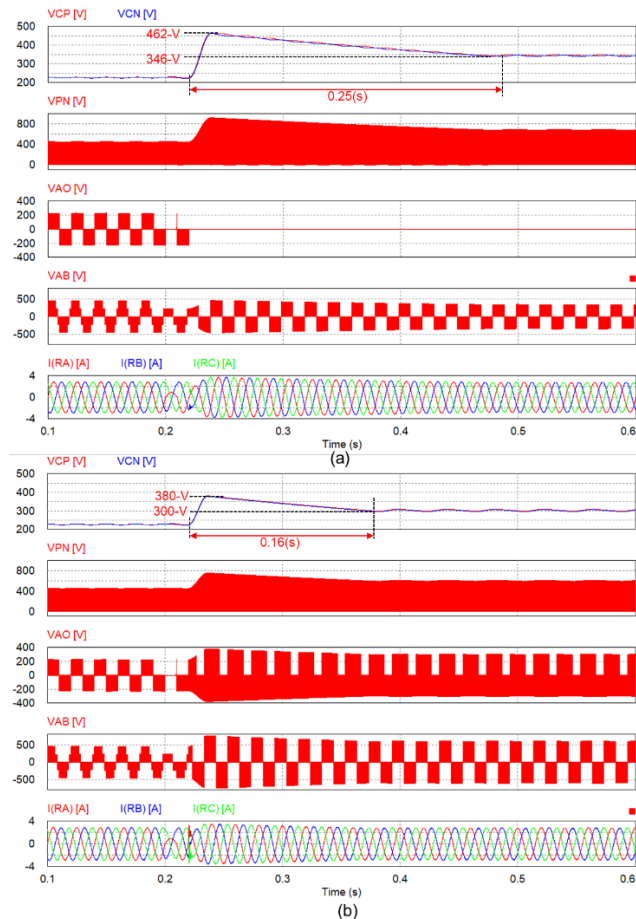 VCP [V] VCN [V]
500
462-V
400
346-V
300
200
0.25(s)
VPN [V]
800
400
0
VAO [V]
400
200
0
-200
-400
VAB [V]
500
0
-500
I(RA) [A] I(RB) [A] I(RC) [A]
4
0
-4
0.1 0.2 0.3 0.4 0.5 0.6
Time (s)
(a)
VCP [V] VCN [V]
500
400
380-V
300
300-V
200
0.16(s)
VPN [V]
800
400
0
VAO [V]
400
200
0
-200
-400
VAB [V]
500
0
-500
I(RA) [A] I(RB) [A] I(RC) [A]
4
0
-4
0.1 0.2 0.3 0.4 0.5 0.6
Time (s)
(b)